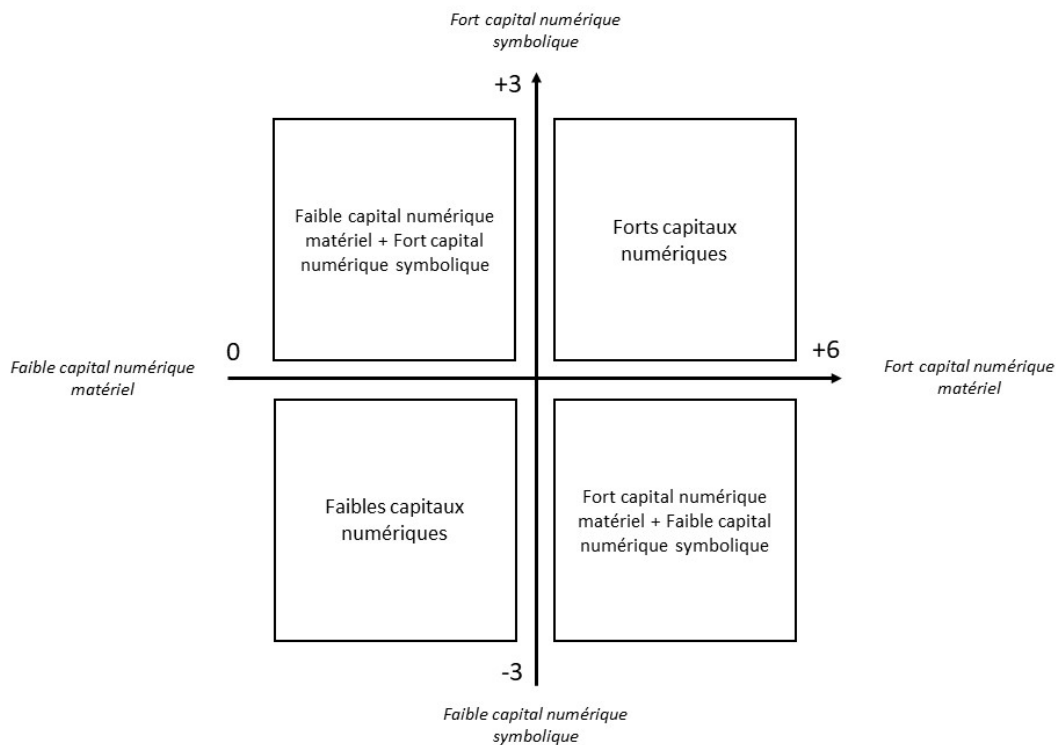 Fort capital numérique
symbolique
+3
Faible capital numérique
matériel + Fort capital
numérique symbolique
Forts capitaux
numériques
0
+6
Faible capital numérique
matériel
Fort capital numérique
matériel
Faibles capitaux
numériques
Fort capital numérique
matériel + Faible capital
numérique symbolique
-3
Faible capital numérique
symbolique